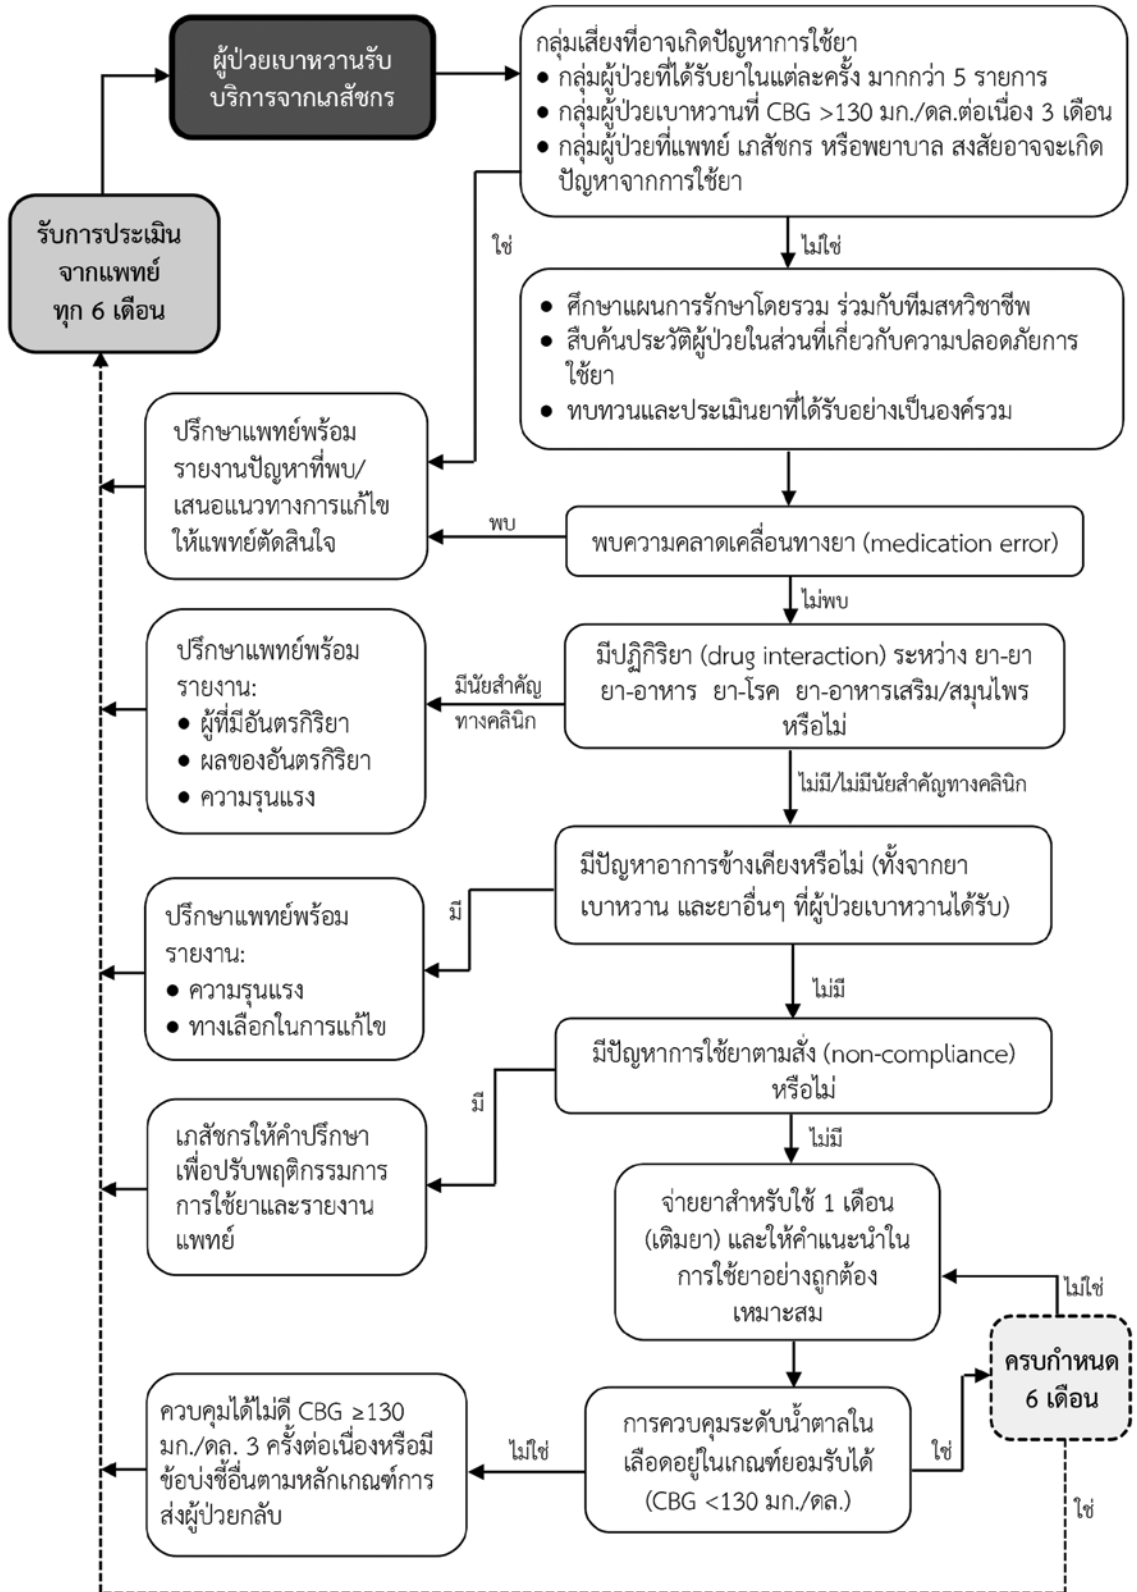 ผู้ป่วยเบาหวานรับ
บริการจากเภสัชกร
กลุ่มเสี่ยงที่อาจเกิดปัญหาการใช้ยา
● กลุ่มผู้ป่วยที่ได้รับยาในแต่ละครั้ง มากกว่า 5 รายการ
● กลุ่มผู้ป่วยเบาหวานที่ CBG >130 มก./ดล.ต่อเนื่อง 3 เดือน
● กลุ่มผู้ป่วยที่แพทย์ เภสัชกร หรือพยาบาล สงสัยอาจจะเกิด
ปัญหาจากการใช้ยา
รับการประเมิน
จากแพทย์
ทุก 6 เดือน
ใช่
ไม่ใช่
● ศึกษาแผนการรักษาโดยรวม ร่วมกับทีมสหวิชาชีพ
● สืบค้นประวัติผู้ป่วยในส่วนที่เกี่ยวกับความปลอดภัยการ
ใช้ยา
● ทบทวนและประเมินยาที่ได้รับอย่างเป็นองค์รวม
ปรึกษาแพทย์พร้อม
รายงานปัญหาที่พบ/
เสนอแนวทางการแก้ไข
ให้แพทย์ตัดสินใจ
พบ
พบความคลาดเคลื่อนทางยา (medication error)
ไม่พบ
ปรึกษาแพทย์พร้อม
รายงาน:
● ผู้ที่มีอันตรกิริยา
● ผลของอันตรกิริยา
● ความรุนแรง
มีนัยสำคัญ
ทางคลินิก
มีปฏิกิริยา (drug interaction) ระหว่าง ยา-ยา
ยา-อาหาร ยา-โรค ยา-อาหารเสริม/สมุนไพร
หรือไม่
ไม่มี/ไม่มีนัยสำคัญทางคลินิก
มีปัญหาอาการข้างเคียงหรือไม่ (ทั้งจากยา
เบาหวาน และยาอื่นๆ ที่ผู้ป่วยเบาหวานได้รับ)
มี
ปรึกษาแพทย์พร้อม
รายงาน:
● ความรุนแรง
● ทางเลือกในการแก้ไข
ไม่มี
มีปัญหาการใช้ยาตามสั่ง (non-compliance)
หรือไม่
มี
เภสัชกรให้คำปรึกษา
เพื่อปรับพฤติกรรมการ
การใช้ยาและรายงาน
แพทย์
ไม่มี
จ่ายยาสำหรับใช้ 1 เดือน
(เติมยา) และให้คำแนะนำใน
การใช้ยาอย่างถูกต้อง
เหมาะสม
ไม่ใช่
ครบกำหนด
6 เดือน
ควบคุมได้ไม่ดี CBG ≥130
มก./ดล. 3 ครั้งต่อเนื่องหรือมี
ข้อบ่งชี้อื่นตามหลักเกณฑ์การ
ส่งผู้ป่วยกลับ
ไม่ใช่
การควบคุมระดับน้ำตาลใน
เลือดอยู่ในเกณฑ์ยอมรับได้
(CBG <130 มก./ดล.)
ใช่
ใช่